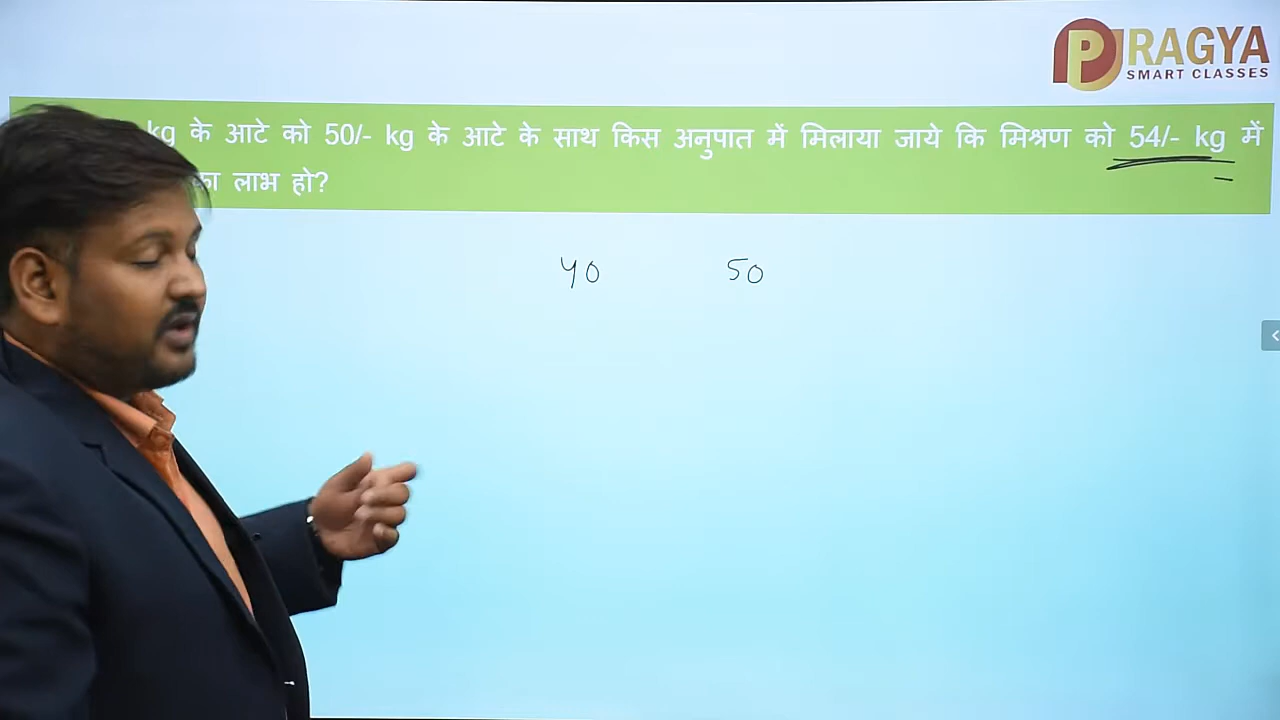 PRAGYA
SMART CLASSES
kg के आटे को 50/- kg के आटे के साथ किस अनुपात में मिलाया जाये कि मिश्रण को 54/- kg में
का लाभ हो?
40 50